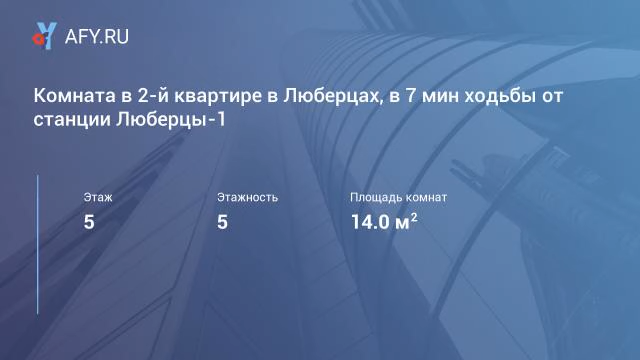 AFY.RU
Комната в 2-й квартире в Люберцах, в 7 мин ходьбы от
станции Люберцы-1
Этаж
5
Этажность
5
Площадь комнат
14.0 м²